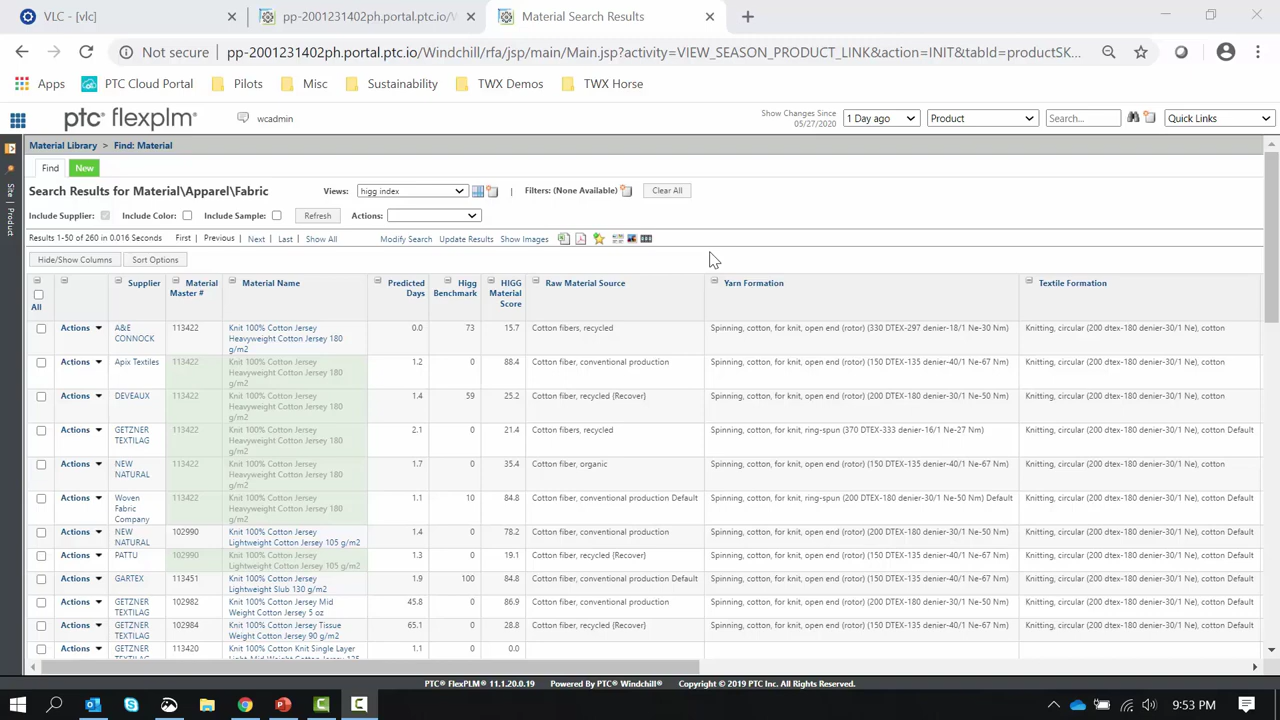 VLC - [vlc]
pp-2001231402ph.portal.ptc.io/V
Material Search Results
Not secure pp-2001231402ph.portal.ptc.io/Windchill/rfa/jsp/main/Main.jsp?activity=VIEW_SEASON_PRODUCT_LINK&action=INIT&tabId=productSK...
Apps PTC Cloud Portal Pilots Misc Sustainability TWX Demos TWX Horse
ptc flexplm wcadmin Show Changes Since 05/27/2020 1 Day ago Product Search... Quick Links
Site Product
Material Library > Find: Material
Find New
Search Results for Material\Apparel\Fabric Views: higg index | Filters: (None Available) Clear All
Include Supplier: Include Color: Include Sample: Refresh Actions:
Results 1-50 of 260 in 0.016 Seconds First Previous Next Last Show All Modify Search Update Results Show Images
Hide/Show Columns Sort Options
All Supplier Material Master # Material Name Predicted Days Higg Benchmark HIGG Material Score Raw Material Source Yarn Formation Textile Formation
Actions A&E CONNOCK 113422 Knit 100% Cotton Jersey Heavyweight Cotton Jersey 180 g/m2 0.0 73 15.7 Cotton fibers, recycled Spinning, cotton, for knit, open end (rotor) (330 DTEX-297 denier-18/1 Ne-30 Nm) Knitting, circular (200 dtex-180 denier-30/1 Ne), cotton
Actions Apix Textiles 113422 Knit 100% Cotton Jersey Heavyweight Cotton Jersey 180 g/m2 1.2 0 88.4 Cotton fiber, conventional production Spinning, cotton, for knit, open end (rotor) (150 DTEX-135 denier-40/1 Ne-67 Nm) Knitting, circular (200 dtex-180 denier-30/1 Ne), cotton
Actions DEVEAUX 113422 Knit 100% Cotton Jersey Heavyweight Cotton Jersey 180 g/m2 1.4 59 25.2 Cotton fiber, recycled (Recover) Spinning, cotton, for knit, open end (rotor) (200 DTEX-180 denier-30/1 Ne-50 Nm) Knitting, circular (200 dtex-180 denier-30/1 Ne), cotton Default
Actions GETZNER TEXTILAG 113422 Knit 100% Cotton Jersey Heavyweight Cotton Jersey 180 g/m2 2.1 0 21.4 Cotton fibers, recycled Spinning, cotton, for knit, ring-spun (370 DTEX-333 denier-16/1 Ne-27 Nm) Knitting, circular (200 dtex-180 denier-30/1 Ne), cotton Default
Actions NEW NATURAL 113422 Knit 100% Cotton Jersey Heavyweight Cotton Jersey 180 g/m2 1.7 0 35.4 Cotton fiber, organic Spinning, cotton, for knit, open end (rotor) (150 DTEX-135 denier-40/1 Ne-67 Nm) Knitting, circular (200 dtex-180 denier-30/1 Ne), cotton
Actions Woven Fabric Company 113422 Knit 100% Cotton Jersey Heavyweight Cotton Jersey 180 g/m2 1.1 10 84.8 Cotton fiber, conventional production Default Spinning, cotton, for knit, ring-spun (200 DTEX-180 denier-30/1 Ne-50 Nm) Default Knitting, circular (200 dtex-180 denier-30/1 Ne), cotton Default
Actions NEW NATURAL 102990 Knit 100% Cotton Jersey Lightweight Cotton Jersey 105 g/m2 1.4 0 78.2 Cotton fiber, conventional production Spinning, cotton, for knit, open end (rotor) (200 DTEX-180 denier-30/1 Ne-50 Nm) Knitting, circular (200 dtex-180 denier-30/1 Ne), cotton Default
Actions PATTU 102990 Knit 100% Cotton Jersey Lightweight Cotton Jersey 105 g/m2 1.3 0 19.1 Cotton fiber, recycled (Recover) Spinning, cotton, for knit, open end (rotor) (150 DTEX-135 denier-40/1 Ne-67 Nm) Knitting, circular (200 dtex-180 denier-30/1 Ne), cotton Default
Actions GARTEX 113451 Knit 100% Cotton Jersey Lightweight Slub 130 g/m2 1.9 100 84.8 Cotton fiber, conventional production Default Spinning, cotton, for knit, open end (rotor) (150 DTEX-135 denier-40/1 Ne-67 Nm) Knitting, circular (200 dtex-180 denier-30/1 Ne), cotton Default
Actions GETZNER TEXTILAG 102982 Knit 100% Cotton Jersey Mid Weight Cotton Jersey 5 oz 45.8 0 86.9 Cotton fiber, conventional production Spinning, cotton, for knit, open end (rotor) (200 DTEX-180 denier-30/1 Ne-50 Nm) Knitting, circular (200 dtex-180 denier-30/1 Ne), cotton Default
Actions GETZNER TEXTILAG 102984 Knit 100% Cotton Jersey Tissue Weight Cotton Jersey 90 g/m2 65.1 0 28.8 Cotton fiber, recycled (Recover) Spinning, cotton, for knit, open end (rotor) (150 DTEX-135 denier-40/1 Ne-67 Nm) Knitting, circular (200 dtex-180 denier-30/1 Ne), cotton Default
Actions GETZNER TEXTILAG 113420 Knit 100% Cotton Knit Single Layer 1.1 0 0.0
PTC® FlexPLM® 11.1.20.0.19 Powered By PTC® Windchill® Copyright © 2019 PTC Inc. All Rights Reserved.
9:53 PM